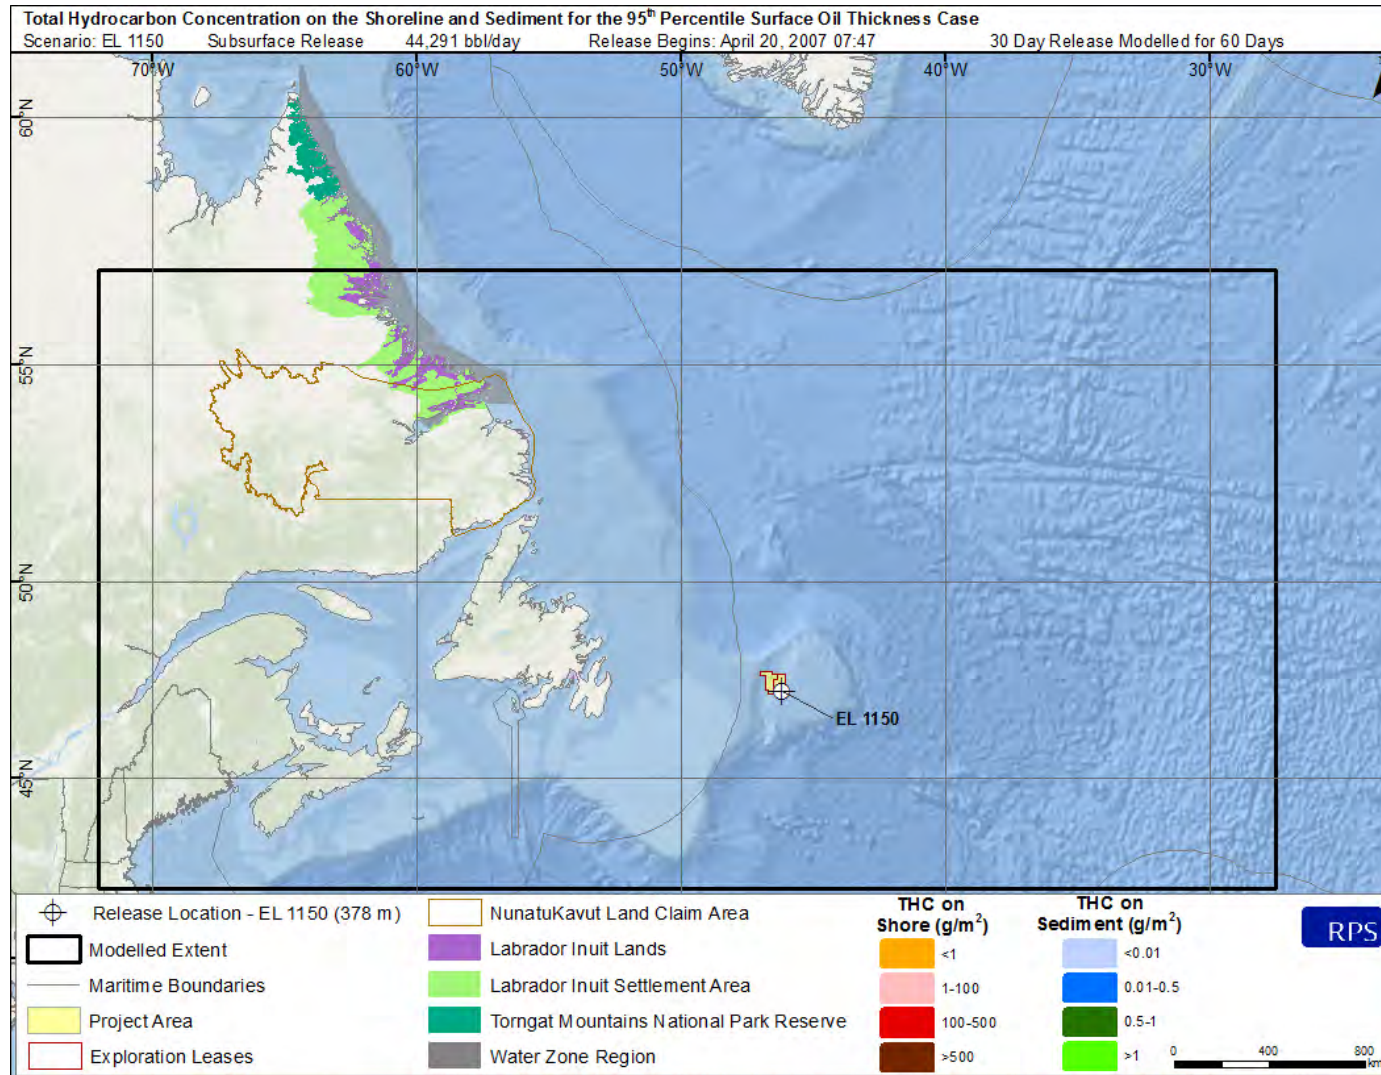 Total Hydrocarbon Concentration on the Shoreline and Sediment for the 95th Percentile Surface Oil Thickness Case
Scenario: EL 1150 Subsurface Release 44,291 bbl/day Release Begins: April 20, 2007 07:47 30 Day Release Modelled for 60 Days
70°W 60°W 50°W 40°W 30°W
60°N
55°N
50°N
45°N
EL 1150
Release Location - EL 1150 (378 m)
Modelled Extent
Maritime Boundaries
Project Area
Exploration Leases
NunatuKavut Land Claim Area
Labrador Inuit Lands
Labrador Inuit Settlement Area
Torngat Mountains National Park Reserve
Water Zone Region
THC on
Shore (g/m²)
<1
1-100
100-500
>500
THC on
Sediment (g/m²)
<0.01
0.01-0.5
0.5-1
>1
RPS
0 400 800
km